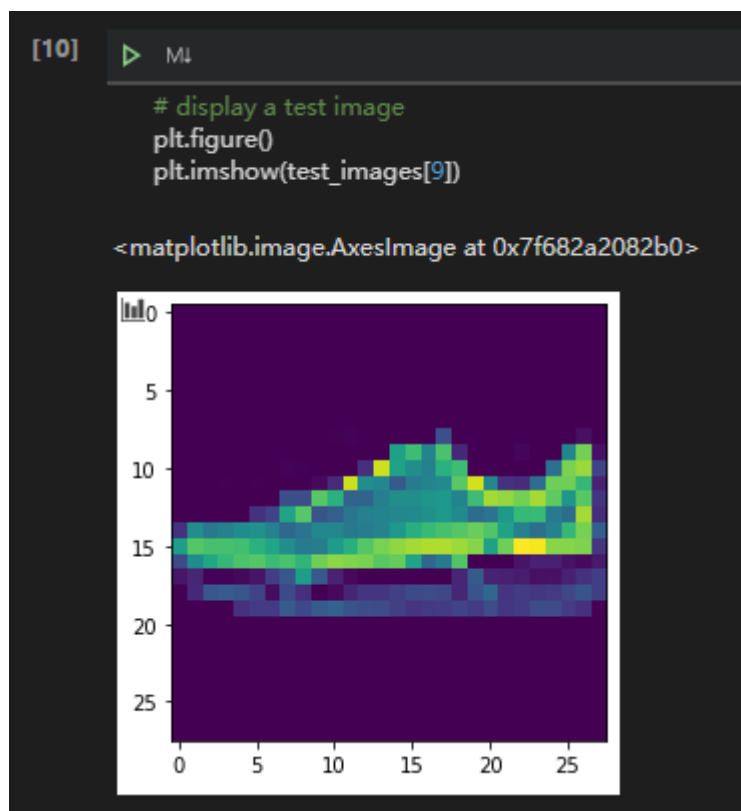 [10]
M↓
# display a test image
plt.figure()
plt.imshow(test_images[9])
<matplotlib.image.AxesImage at 0x7f682a2082b0>
0
5
10
15
20
25
0 5 10 15 20 25